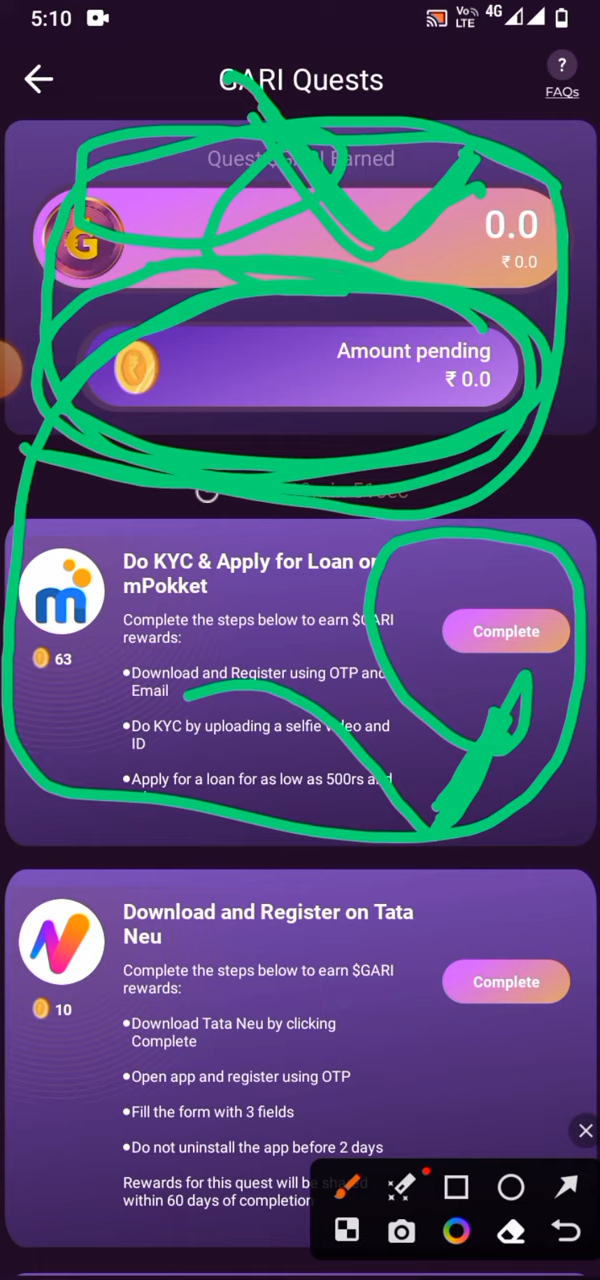 5:10
Vo))
LTE
4G
GARI Quests
?
FAQs
Quest $GARI Earned
0.0
₹ 0.0
Amount pending
₹ 0.0
51sec
Do KYC & Apply for Loan on
mPokket
Complete
Complete the steps below to earn $GARI
rewards:
63
•Download and Register using OTP and
Email
•Do KYC by uploading a selfie video and
ID
•Apply for a loan for as low as 500rs and
Download and Register on Tata
Neu
Complete the steps below to earn $GARI
rewards:
Complete
10
•Download Tata Neu by clicking
Complete
•Open app and register using OTP
•Fill the form with 3 fields
•Do not uninstall the app before 2 days
Rewards for this quest will be shared
within 60 days of completion